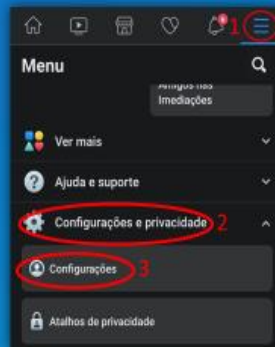 1
Menu
Amigos nas
Imediações
Ver mais
Ajuda e suporte
Configurações e privacidade 2
Configurações 3
Atalhos de privacidade